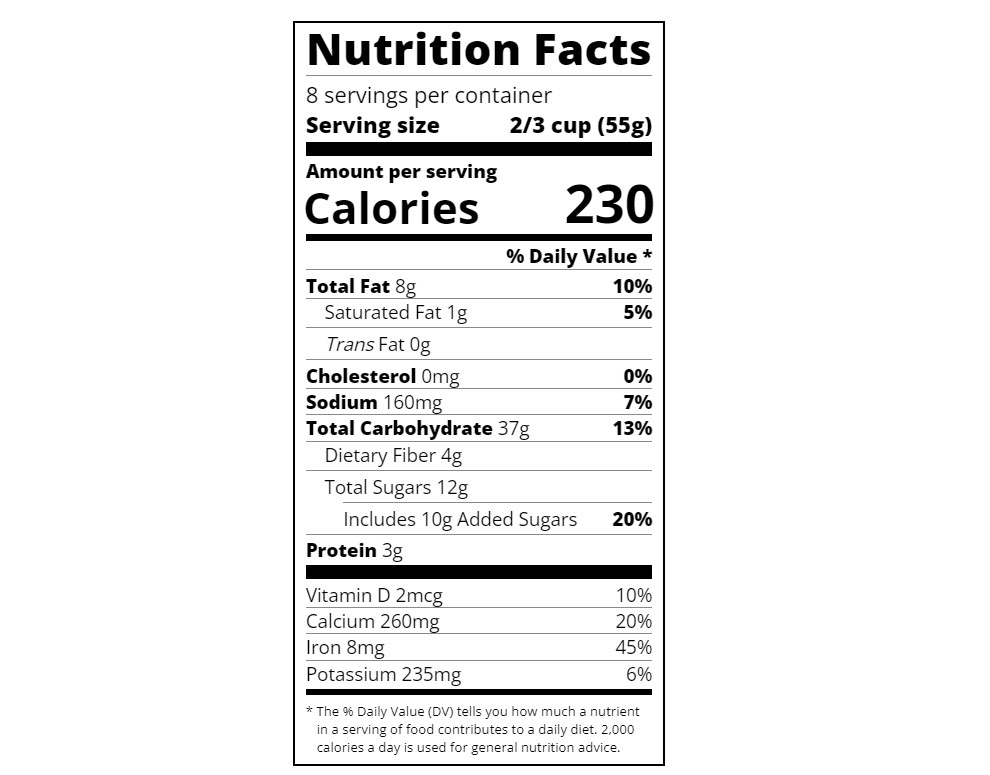 Nutrition Facts
8 servings per container
Serving size 2/3 cup (55g)
Amount per serving
Calories 230
% Daily Value *
Total Fat 8g 10%
Saturated Fat 1g 5%
Trans Fat 0g
Cholesterol 0mg 0%
Sodium 160mg 7%
Total Carbohydrate 37g 13%
Dietary Fiber 4g
Total Sugars 12g
Includes 10g Added Sugars 20%
Protein 3g
Vitamin D 2mcg 10%
Calcium 260mg 20%
Iron 8mg 45%
Potassium 235mg 6%
* The % Daily Value (DV) tells you how much a nutrient
in a serving of food contributes to a daily diet. 2,000
calories a day is used for general nutrition advice.